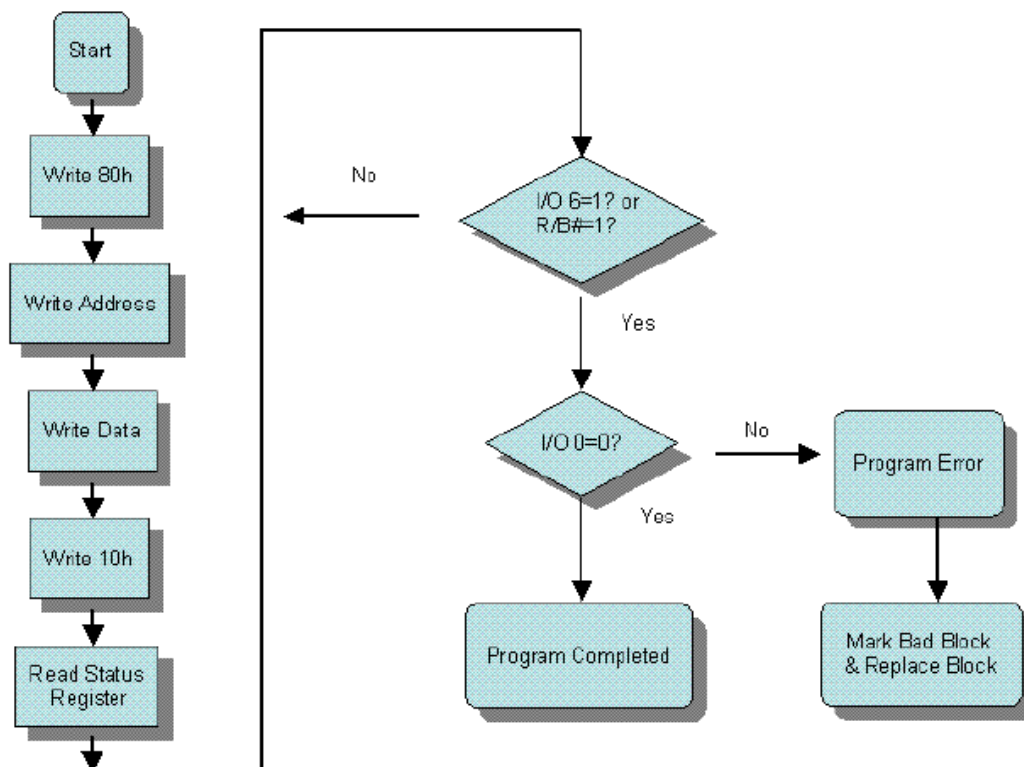 Start
Write 80h
Write Address
Write Data
Write 10h
Read Status
Register
No
I/O 6=1? or
R/B#=1?
Yes
I/O 0=0?
No
Yes
Program Error
Program Completed
Mark Bad Block
& Replace Block